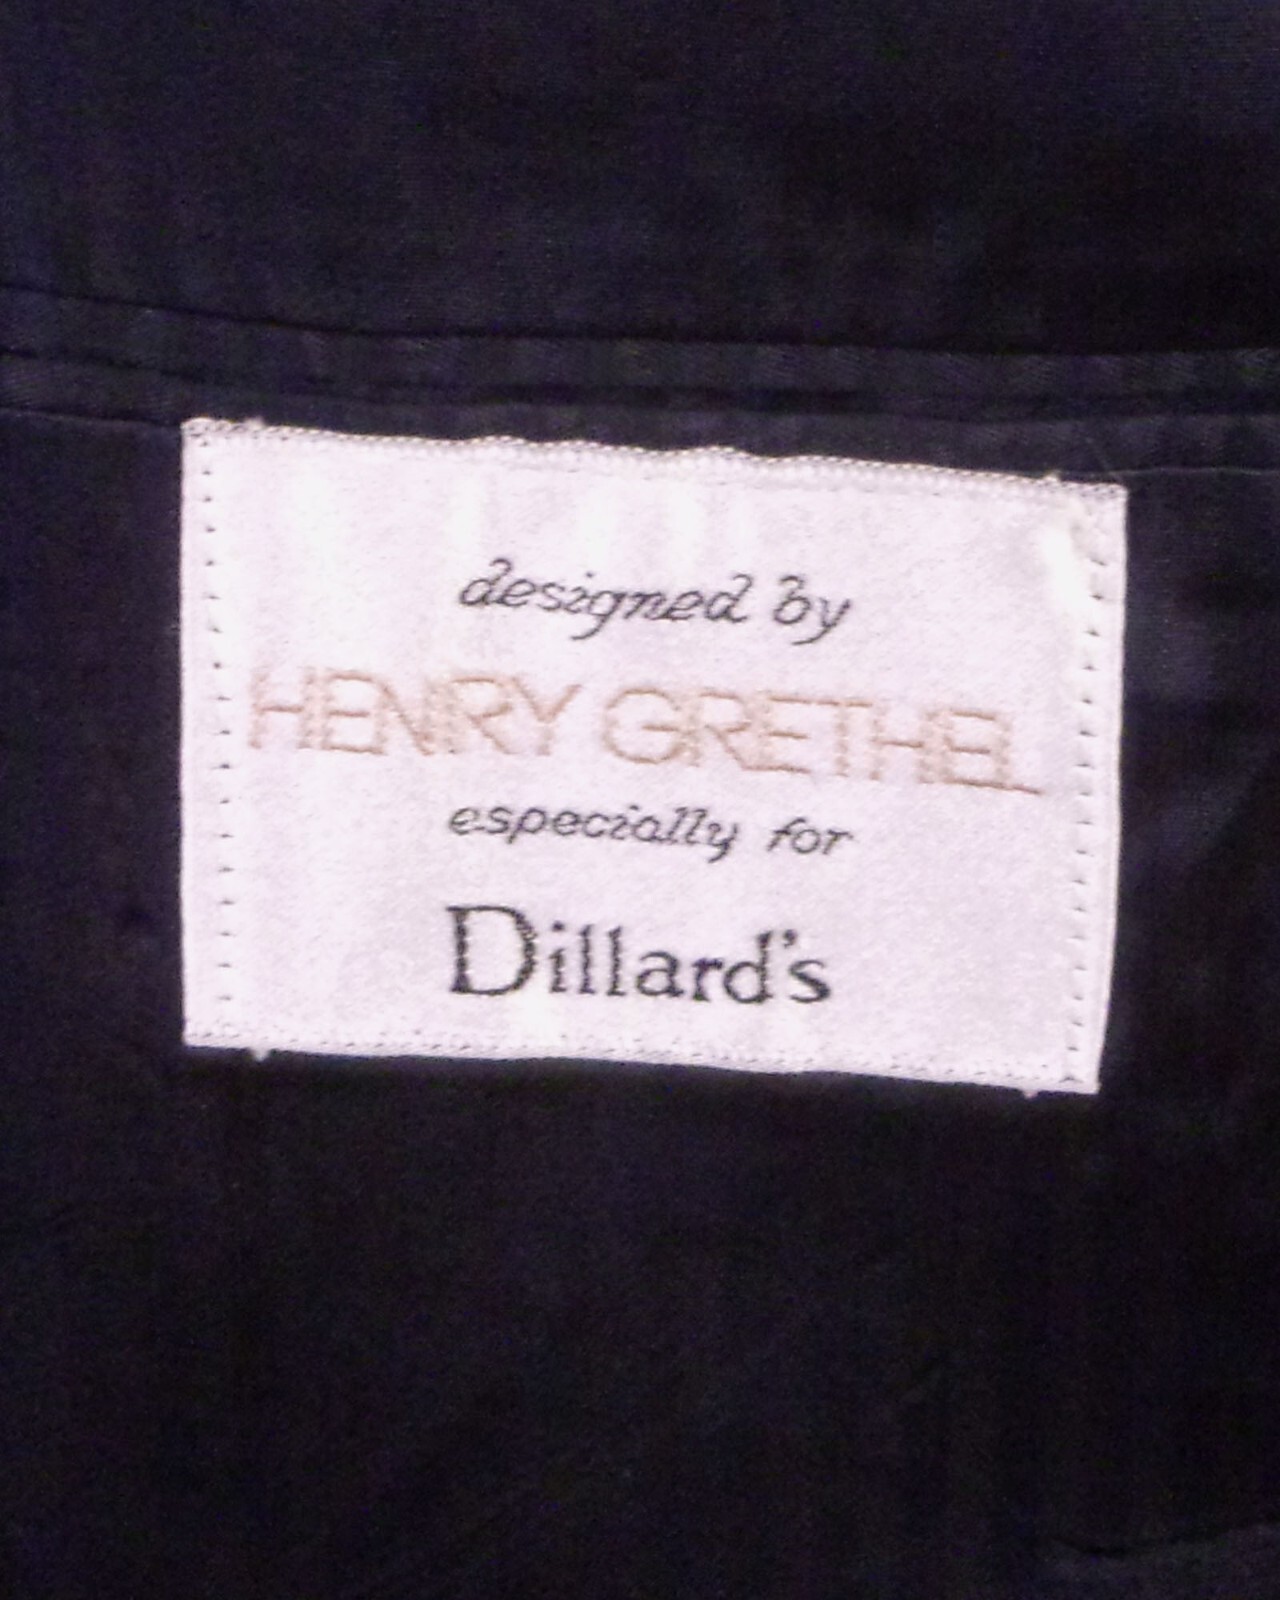 designed by
HENRY GRETHEL
especially for
Dillard's